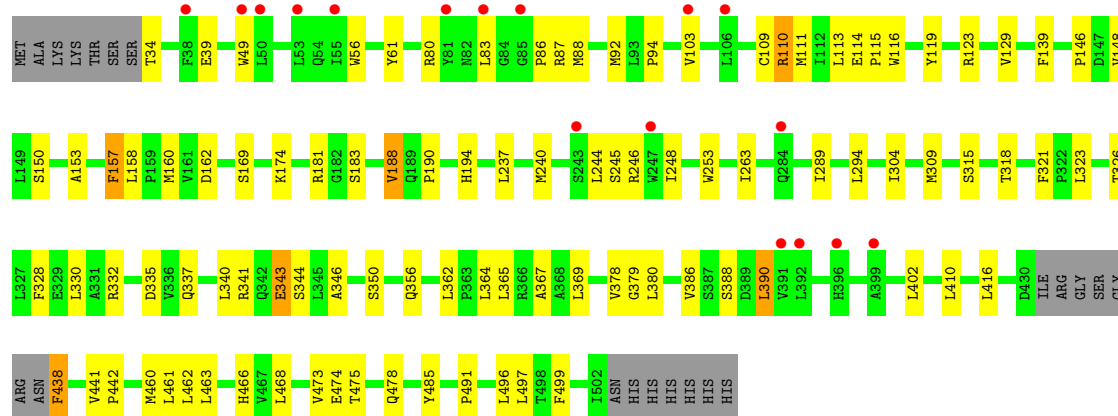 MET ALA LYS LYS THR SER SER T34 F38 E39 W49 L50 L53 Q54 I55 W56 Y61 R80 Y81 N82 L83 G84 G85 P86 R87 M88 M92 L93 P94 V103 L106 C109 R110 M111 I112 L113 E114 P115 W116 Y119 R123 V129 F139 P146 D147 V148
L149 S150 A153 F157 L158 P159 M160 V161 D162 S169 K174 R181 G182 S183 V188 Q189 P190 H194 L237 M240 S243 L244 S245 R246 W247 I248 W253 I263 Q284 I289 L294 I304 M309 S315 T318 F321 P322 L323 T326
L327 F328 E329 L330 A331 R332 D335 V336 Q337 L340 R341 Q342 E343 S344 L345 A346 S350 Q356 L362 P363 L364 L365 R366 A367 A368 L369 V378 G379 L380 V386 S387 S388 D389 L390 V391 L392 H396 A399 L402 L410 L416 D430 ILE ARG GLY SER GLY
ARG ASN F438 V441 P442 M460 L461 L462 L463 H466 V467 L468 V473 E474 T475 Q478 Y485 P491 L496 L497 T498 F499 I502 ASN HIS HIS HIS HIS HIS HIS